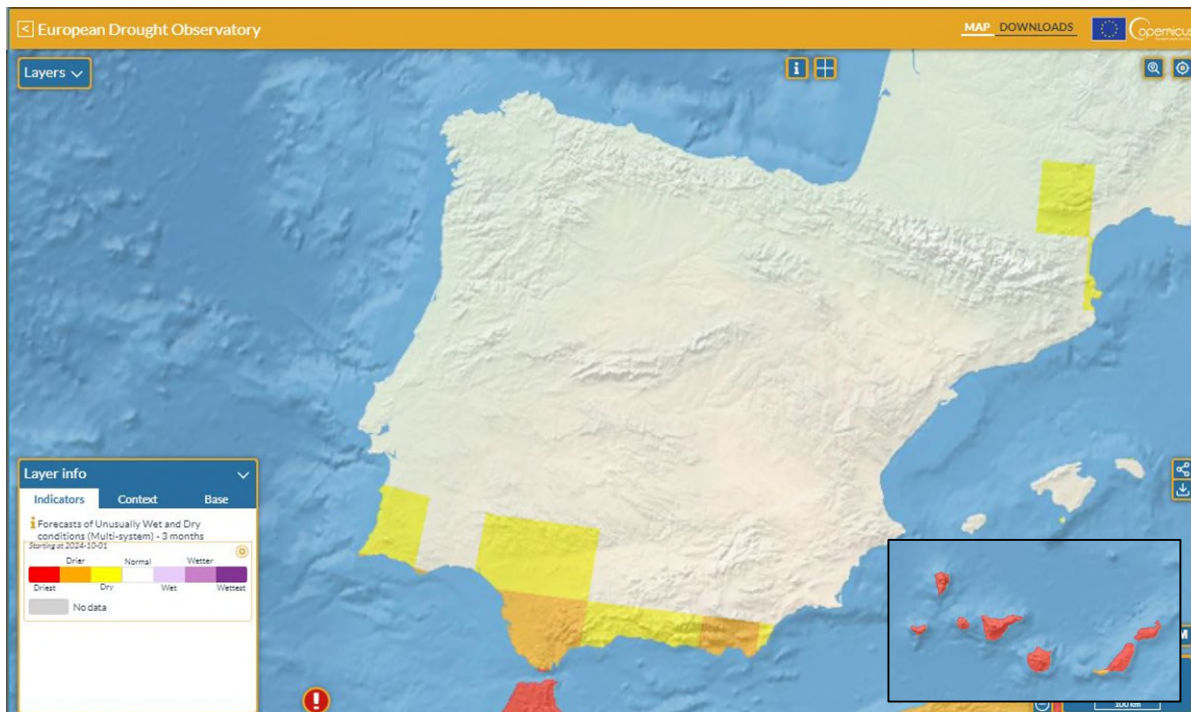 < European Drought Observatory
MAP DOWNLOADS
Copernicus
Layers
i
Layer info
Indicators Context Base
i Forecasts of Unusually Wet and Dry
conditions (Multi-system) - 3 months
Starting at 2024-10-01
Drier Normal Wetter
Driest Dry Wet Wettest
No data
!
M
100 km